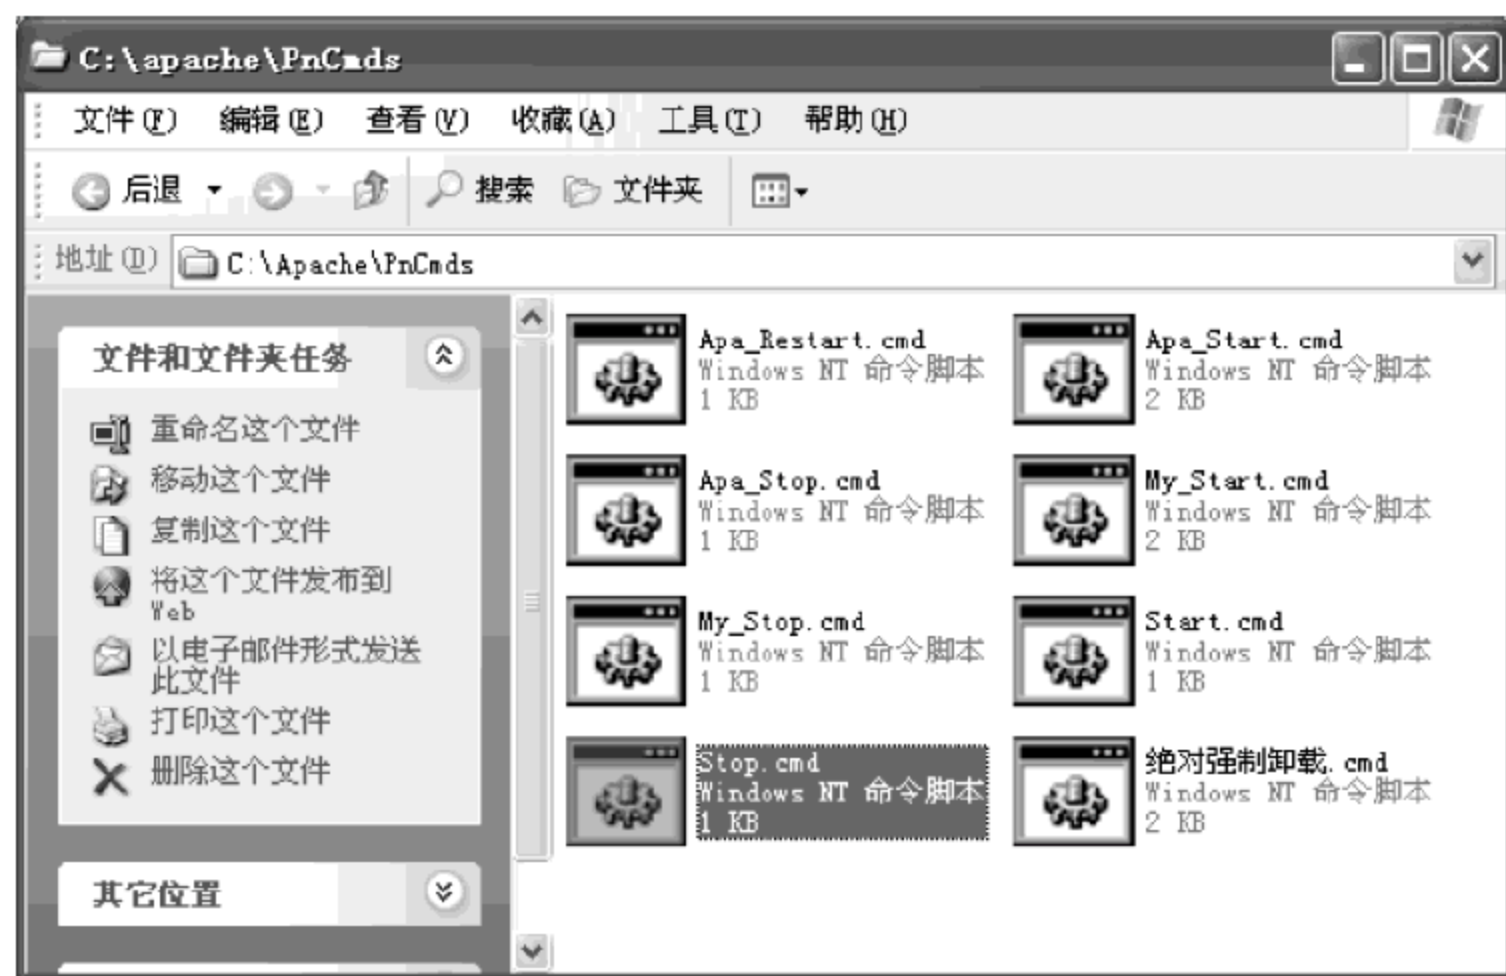 C:\apache\PnCmds
文件(F) 编辑(E) 查看(V) 收藏(A) 工具(T) 帮助(H)
后退 搜索 文件夹
地址(D) C:\Apache\PnCmds
文件和文件夹任务
重命名这个文件
移动这个文件
复制这个文件
将这个文件发布到
Web
以电子邮件形式发送
此文件
打印这个文件
删除这个文件
其它位置
Apa_Restart.cmd
Windows NT 命令脚本
1 KB
Apa_Start.cmd
Windows NT 命令脚本
2 KB
Apa_Stop.cmd
Windows NT 命令脚本
1 KB
My_Start.cmd
Windows NT 命令脚本
2 KB
My_Stop.cmd
Windows NT 命令脚本
1 KB
Start.cmd
Windows NT 命令脚本
1 KB
Stop.cmd
Windows NT 命令脚本
1 KB
绝对强制卸载.cmd
Windows NT 命令脚本
2 KB